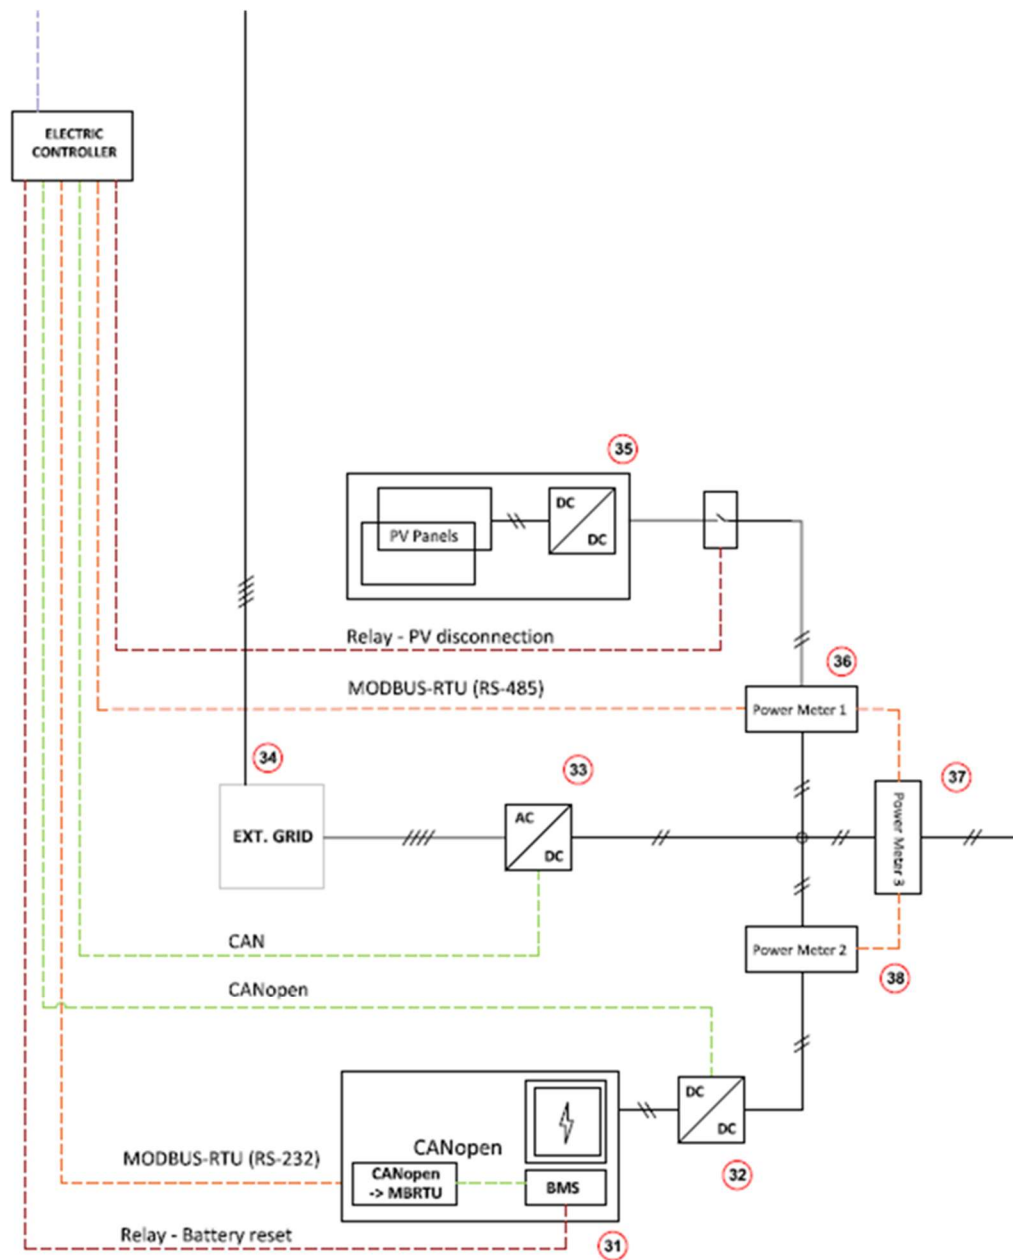 ELECTRIC
CONTROLLER
35
DC
DC
PV Panels
Relay - PV disconnection
36
MODBUS-RTU (RS-485)
Power Meter 1
34
33
37
EXT. GRID
AC
DC
Power Meter 3
CAN
Power Meter 2
38
CANopen
DC
DC
CANopen
MODBUS-RTU (RS-232)
CANopen
-> MBRTU
BMS
32
Relay - Battery reset
31